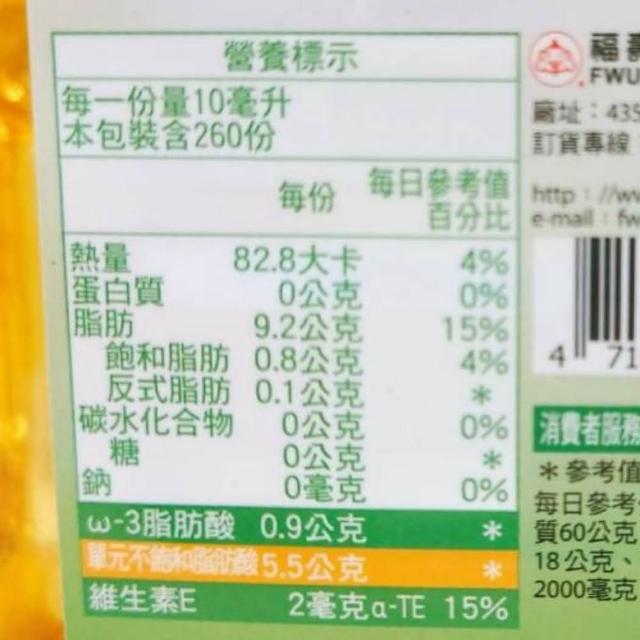 營養標示
每一份量10毫升
本包裝含260份
每份 每日參考值百分比
熱量 82.8大卡 4%
蛋白質 0公克 0%
脂肪 9.2公克 15%
飽和脂肪 0.8公克 4%
反式脂肪 0.1公克 *
碳水化合物 0公克 0%
糖 0公克 *
鈉 0毫克 0%
ω-3脂肪酸 0.9公克 *
單元不飽和脂肪酸 5.5公克 *
維生素E 2毫克α-TE 15%
福壽
FWU
廠址：435
訂貨專線
http：//ww
e-mail：fw
4 71
消費者服務
*參考值
每日參考
質60公克
18公克、
2000毫克